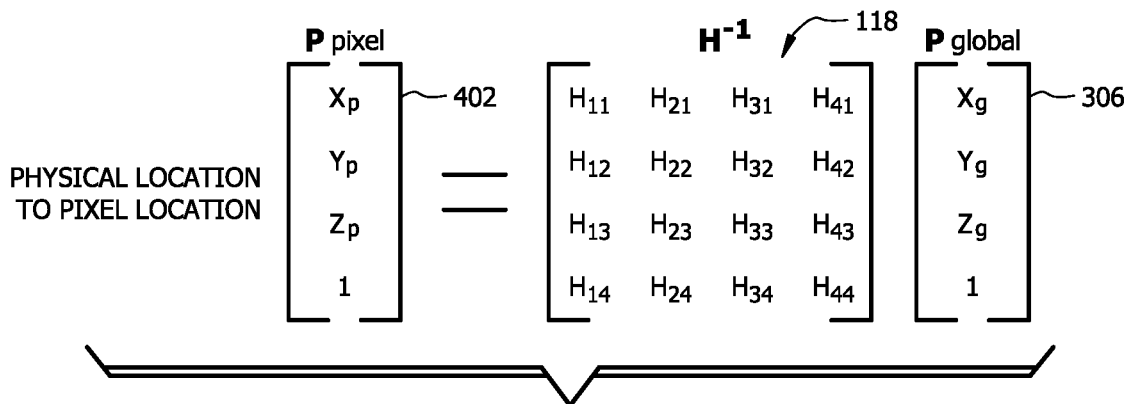 P pixel
H⁻¹
118
P global
Xp
402
H11 H21 H31 H41
Xg
306
PHYSICAL LOCATION
TO PIXEL LOCATION
Yp
=
H12 H22 H32 H42
Yg
Zp
H13 H23 H33 H43
Zg
1
H14 H24 H34 H44
1